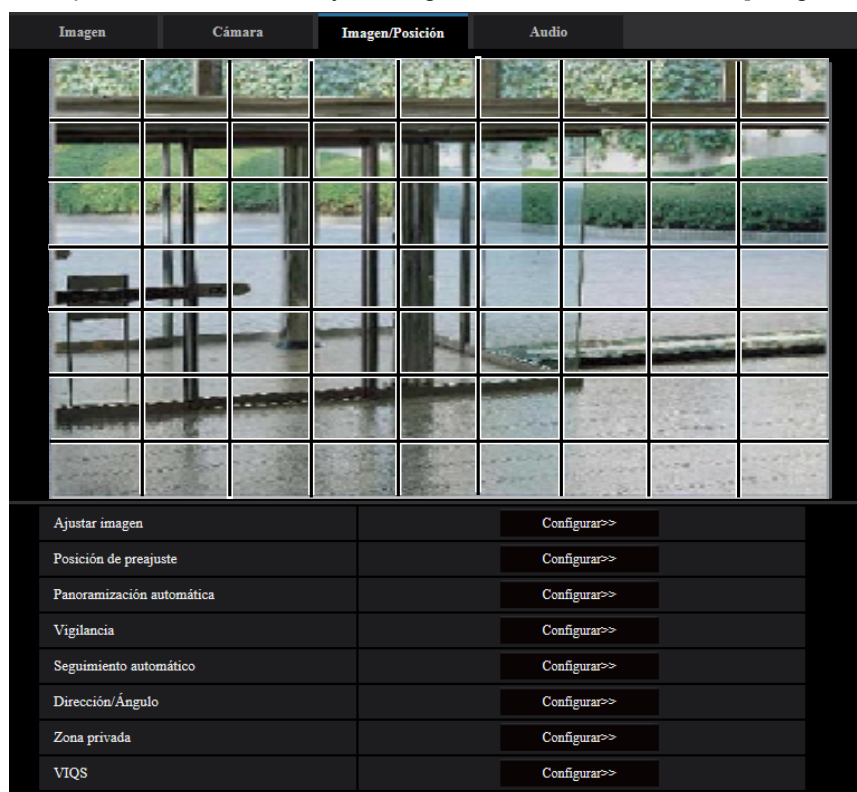 Imagen Cámara Imagen/Posición Audio
Ajustar imagen Configurar>>
Posición de preajuste Configurar>>
Panoramización automática Configurar>>
Vigilancia Configurar>>
Seguimiento automático Configurar>>
Dirección/Ángulo Configurar>>
Zona privada Configurar>>
VIQS Configurar>>